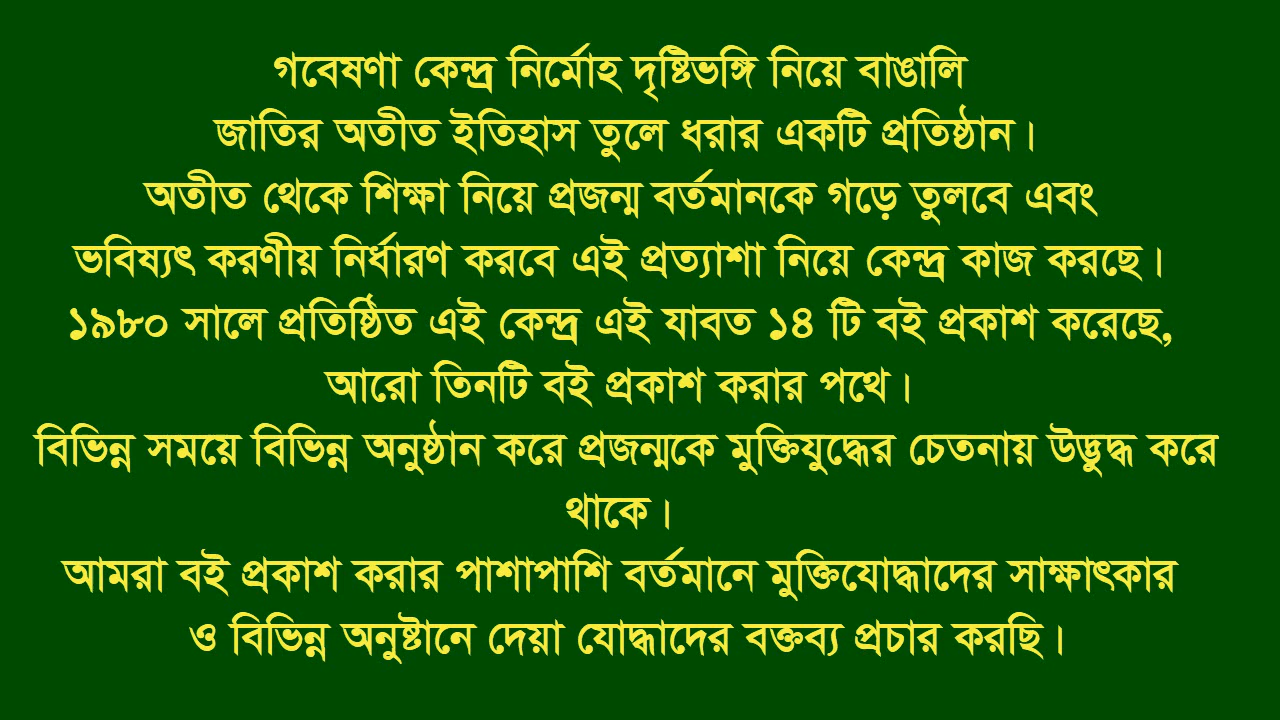 গবেষণা কেন্দ্র নির্মোহ দৃষ্টিভঙ্গি নিয়ে বাঙালি
জাতির অতীত ইতিহাস তুলে ধরার একটি প্রতিষ্ঠান।
অতীত থেকে শিক্ষা নিয়ে প্রজন্ম বর্তমানকে গড়ে তুলবে এবং
ভবিষ্যৎ করণীয় নির্ধারণ করবে এই প্রত্যাশা নিয়ে কেন্দ্র কাজ করছে।
১৯৮০ সালে প্রতিষ্ঠিত এই কেন্দ্র এই যাবত ১৪ টি বই প্রকাশ করেছে,
আরো তিনটি বই প্রকাশ করার পথে।
বিভিন্ন সময়ে বিভিন্ন অনুষ্ঠান করে প্রজন্মকে মুক্তিযুদ্ধের চেতনায় উদ্ভুদ্ধ করে
থাকে।
আমরা বই প্রকাশ করার পাশাপাশি বর্তমানে মুক্তিযোদ্ধাদের সাক্ষাৎকার
ও বিভিন্ন অনুষ্টানে দেয়া যোদ্ধাদের বক্তব্য প্রচার করছি।